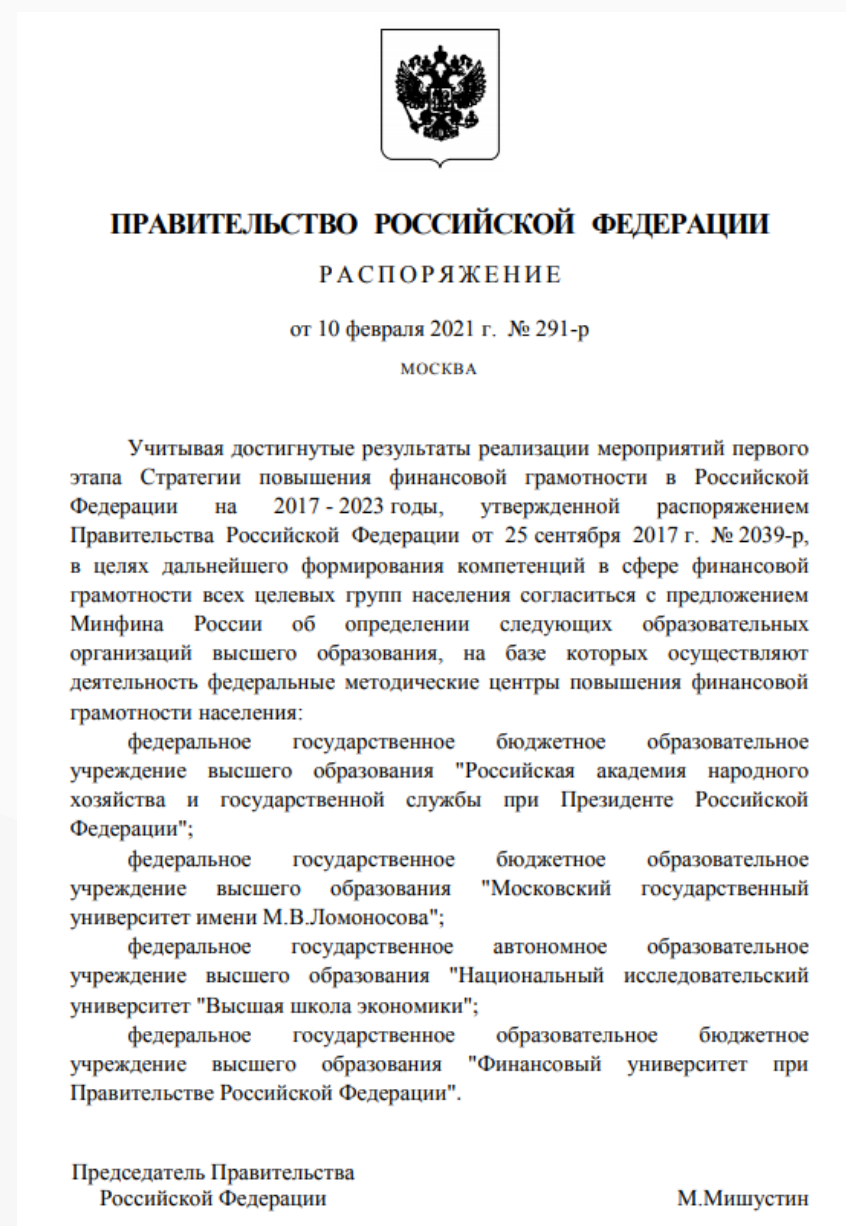 ПРАВИТЕЛЬСТВО РОССИЙСКОЙ ФЕДЕРАЦИИ
РАСПОРЯЖЕНИЕ
от 10 февраля 2021 г. № 291-р
МОСКВА
Учитывая достигнутые результаты реализации мероприятий первого
этапа Стратегии повышения финансовой грамотности в Российской
Федерации на 2017 - 2023 годы, утвержденной распоряжением
Правительства Российской Федерации от 25 сентября 2017 г. № 2039-р,
в целях дальнейшего формирования компетенций в сфере финансовой
грамотности всех целевых групп населения согласиться с предложением
Минфина России об определении следующих образовательных
организаций высшего образования, на базе которых осуществляют
деятельность федеральные методические центры повышения финансовой
грамотности населения:
федеральное государственное бюджетное образовательное
учреждение высшего образования "Российская академия народного
хозяйства и государственной службы при Президенте Российской
Федерации";
федеральное государственное бюджетное образовательное
учреждение высшего образования "Московский государственный
университет имени М.В.Ломоносова";
федеральное государственное автономное образовательное
учреждение высшего образования "Национальный исследовательский
университет "Высшая школа экономики";
федеральное государственное образовательное бюджетное
учреждение высшего образования "Финансовый университет при
Правительстве Российской Федерации".
Председатель Правительства
Российской Федерации М.Мишустин